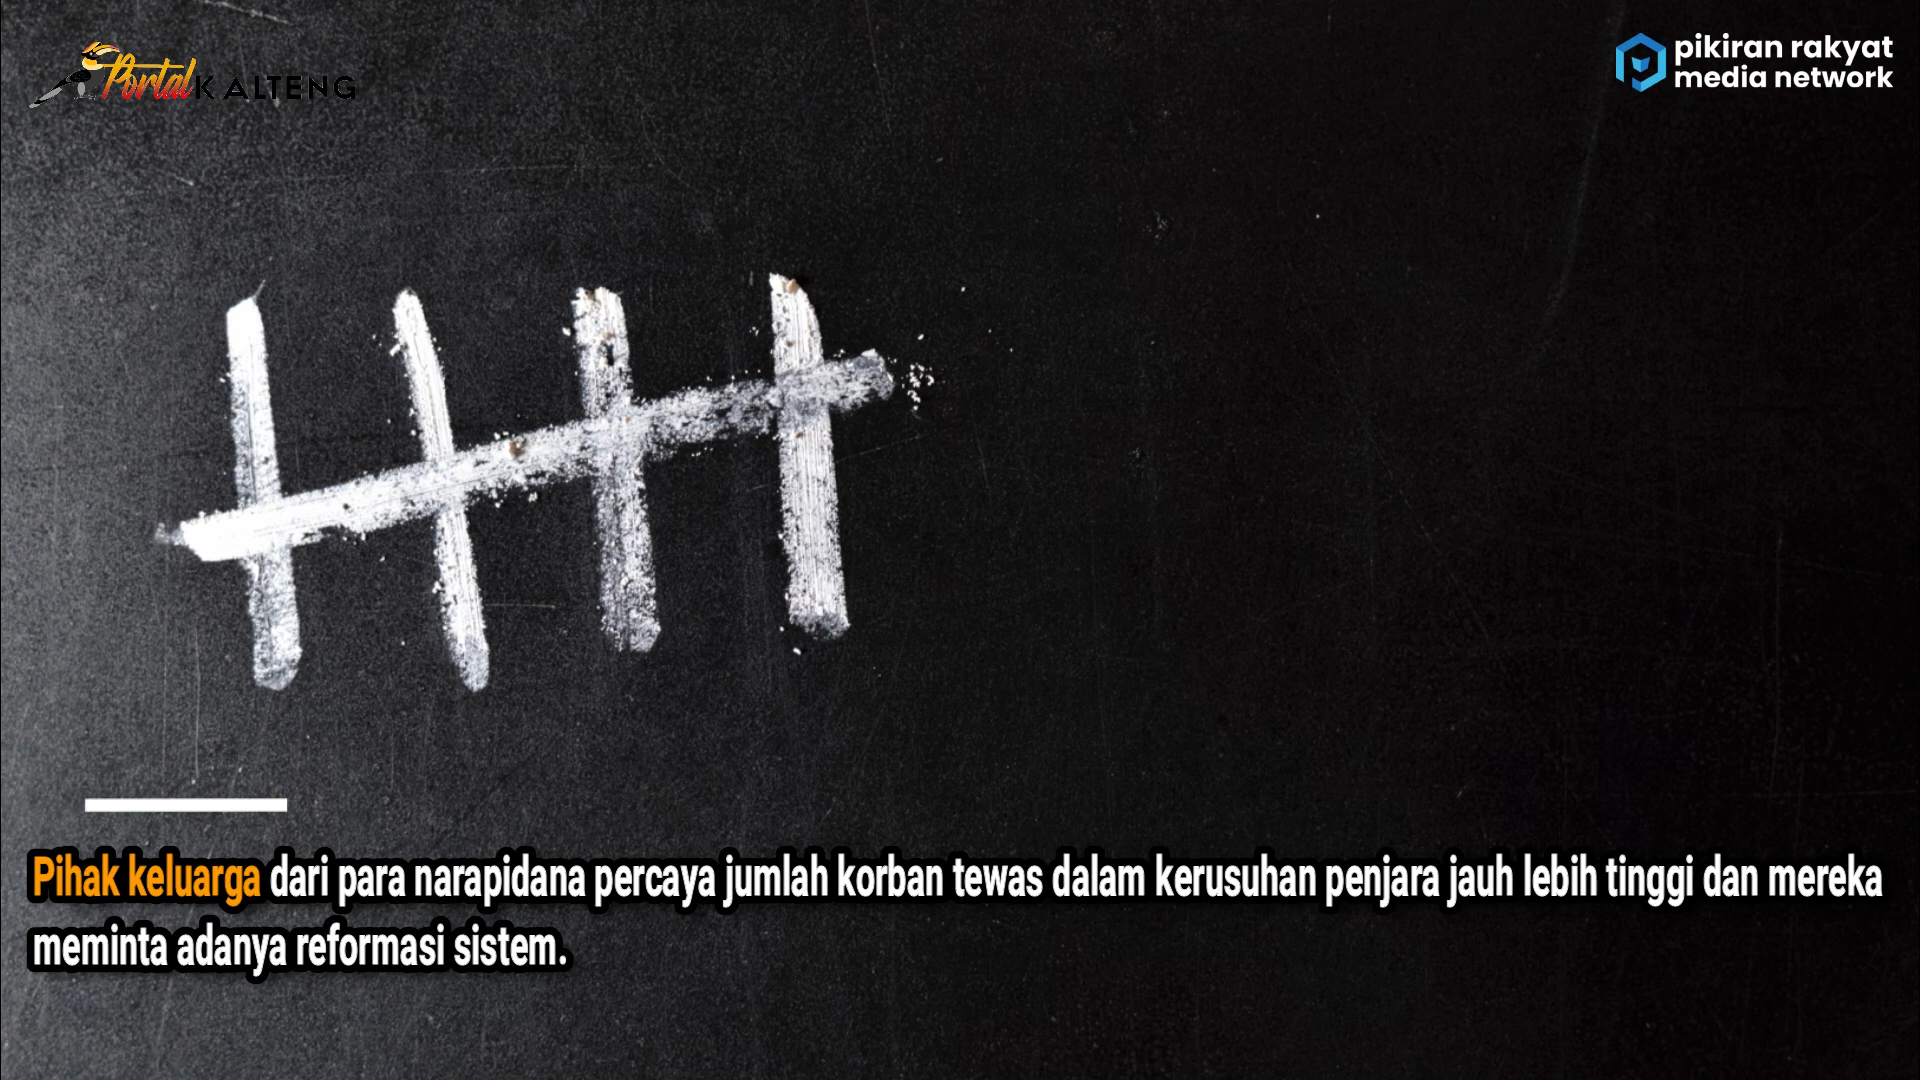 Portal KALTENG
pikiran rakyat
media network
Pihak keluarga dari para narapidana percaya jumlah korban tewas dalam kerusuhan penjara jauh lebih tinggi dan mereka
meminta adanya reformasi sistem.